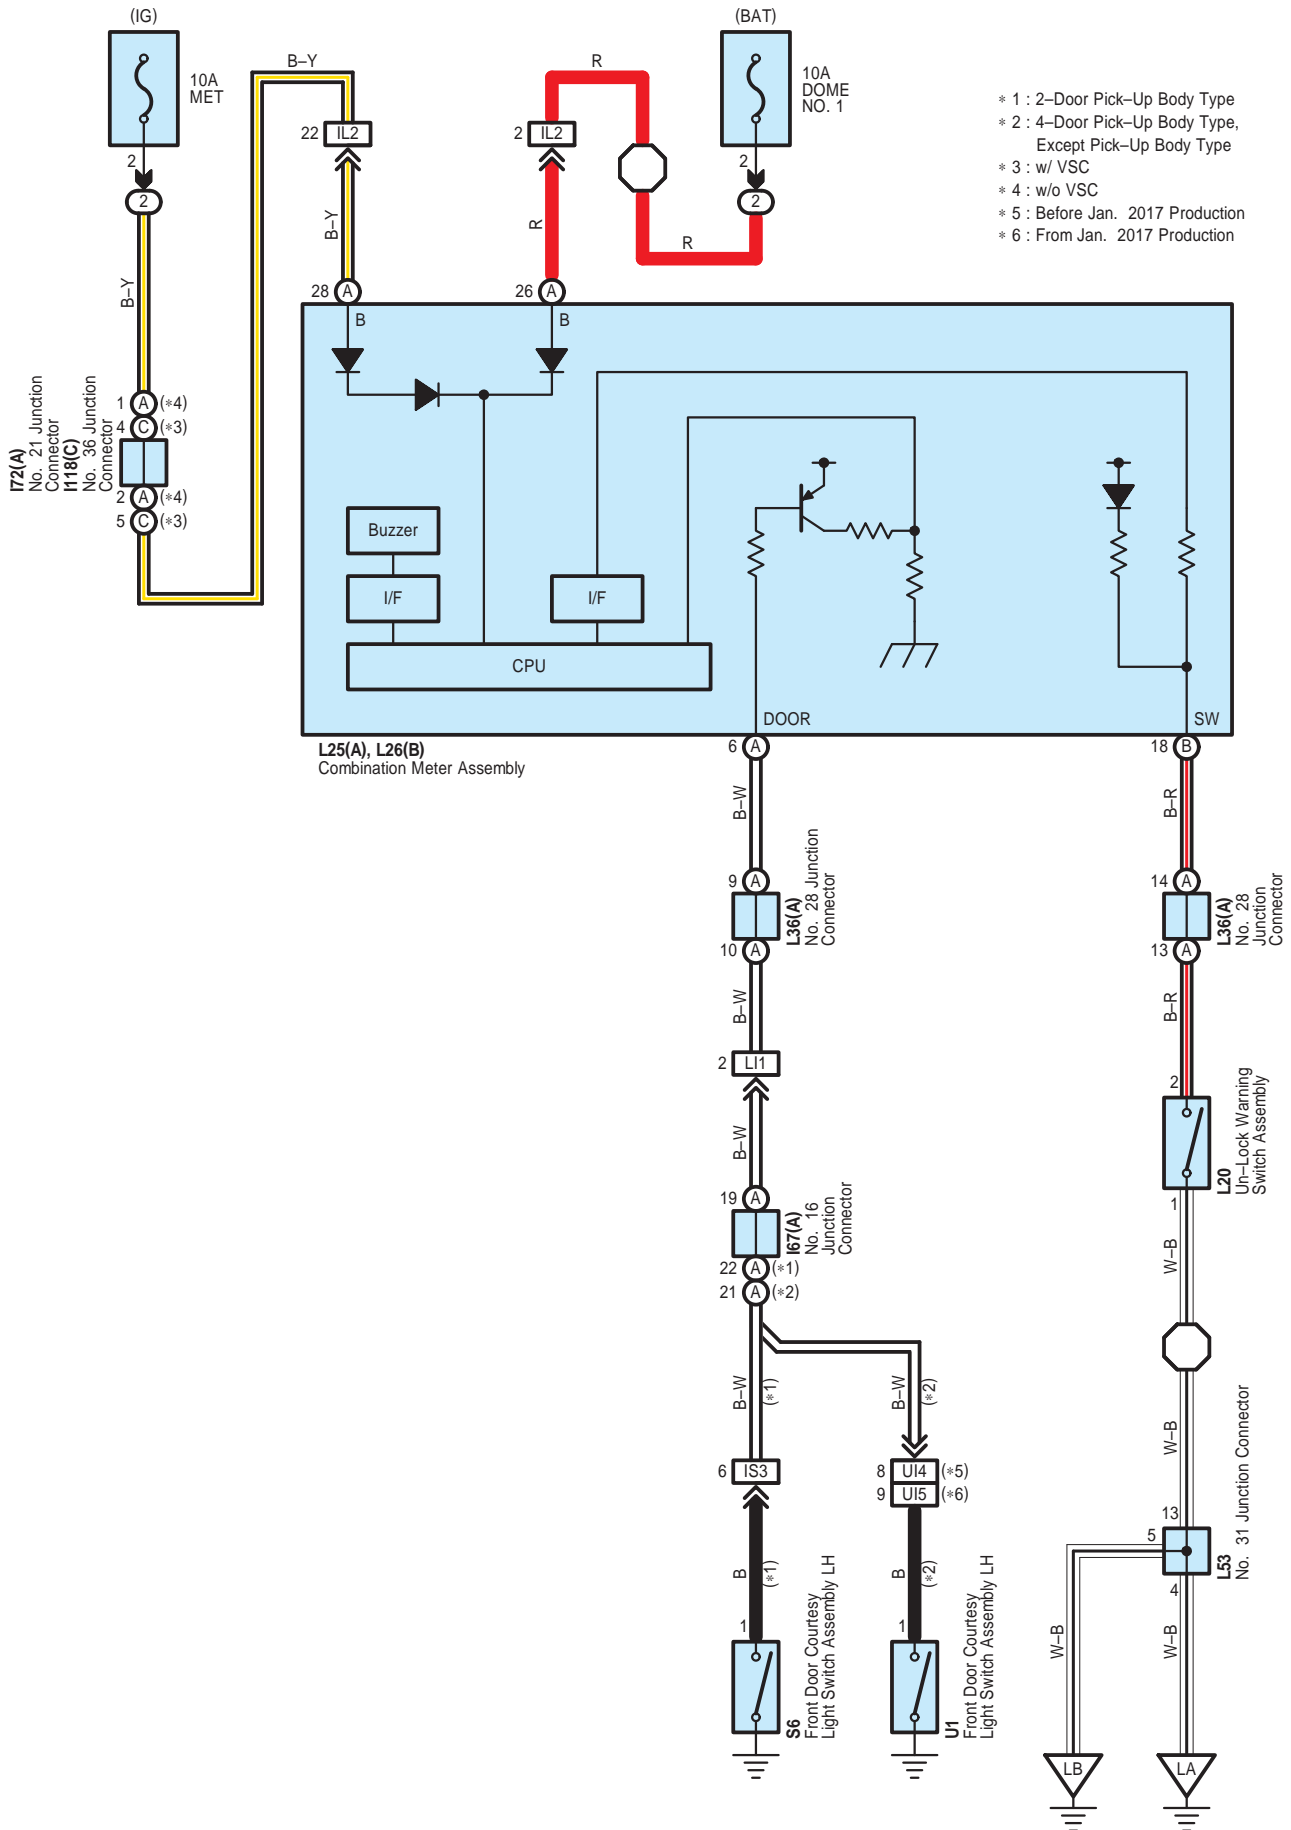 (IG)
(BAT)
10A
MET
B–Y
R
10A
DOME
NO. 1
∗ 1 : 2–Door Pick–Up Body Type
∗ 2 : 4–Door Pick–Up Body Type,
Except Pick–Up Body Type
∗ 3 : w/ VSC
∗ 4 : w/o VSC
∗ 5 : Before Jan. 2017 Production
∗ 6 : From Jan. 2017 Production
22 IL2
2 IL2
2
2
2
2
B–Y
R
R
B–Y
28 A
26 A
B
B
1 A (∗4)
4 C (∗3)
I72(A)
No. 21 Junction
Connector
I118(C)
No. 36 Junction
Connector
2 A (∗4)
5 C (∗3)
Buzzer
I/F
I/F
CPU
DOOR
SW
L25(A), L26(B)
Combination Meter Assembly
6 A
18 B
B–W
B–R
9 A
14 A
L36(A)
No. 28 Junction
Connector
L36(A)
No. 28
Junction
Connector
10 A
13 A
B–W
B–R
2 LI1
2
B–W
L20
Un–Lock Warning
Switch Assembly
19 A
1
I67(A)
No. 16
Junction
Connector
W–B
22 A (∗1)
21 A (∗2)
B–W
(∗1)
B–W
(∗2)
W–B
6 IS3
8 UI4 (∗5)
9 UI5 (∗6)
13
5
L53
No. 31 Junction Connector
4
B
(∗1)
B
(∗2)
1
1
W–B
W–B
S6
Front Door Courtesy
Light Switch Assembly LH
U1
Front Door Courtesy
Light Switch Assembly LH
LB
LA